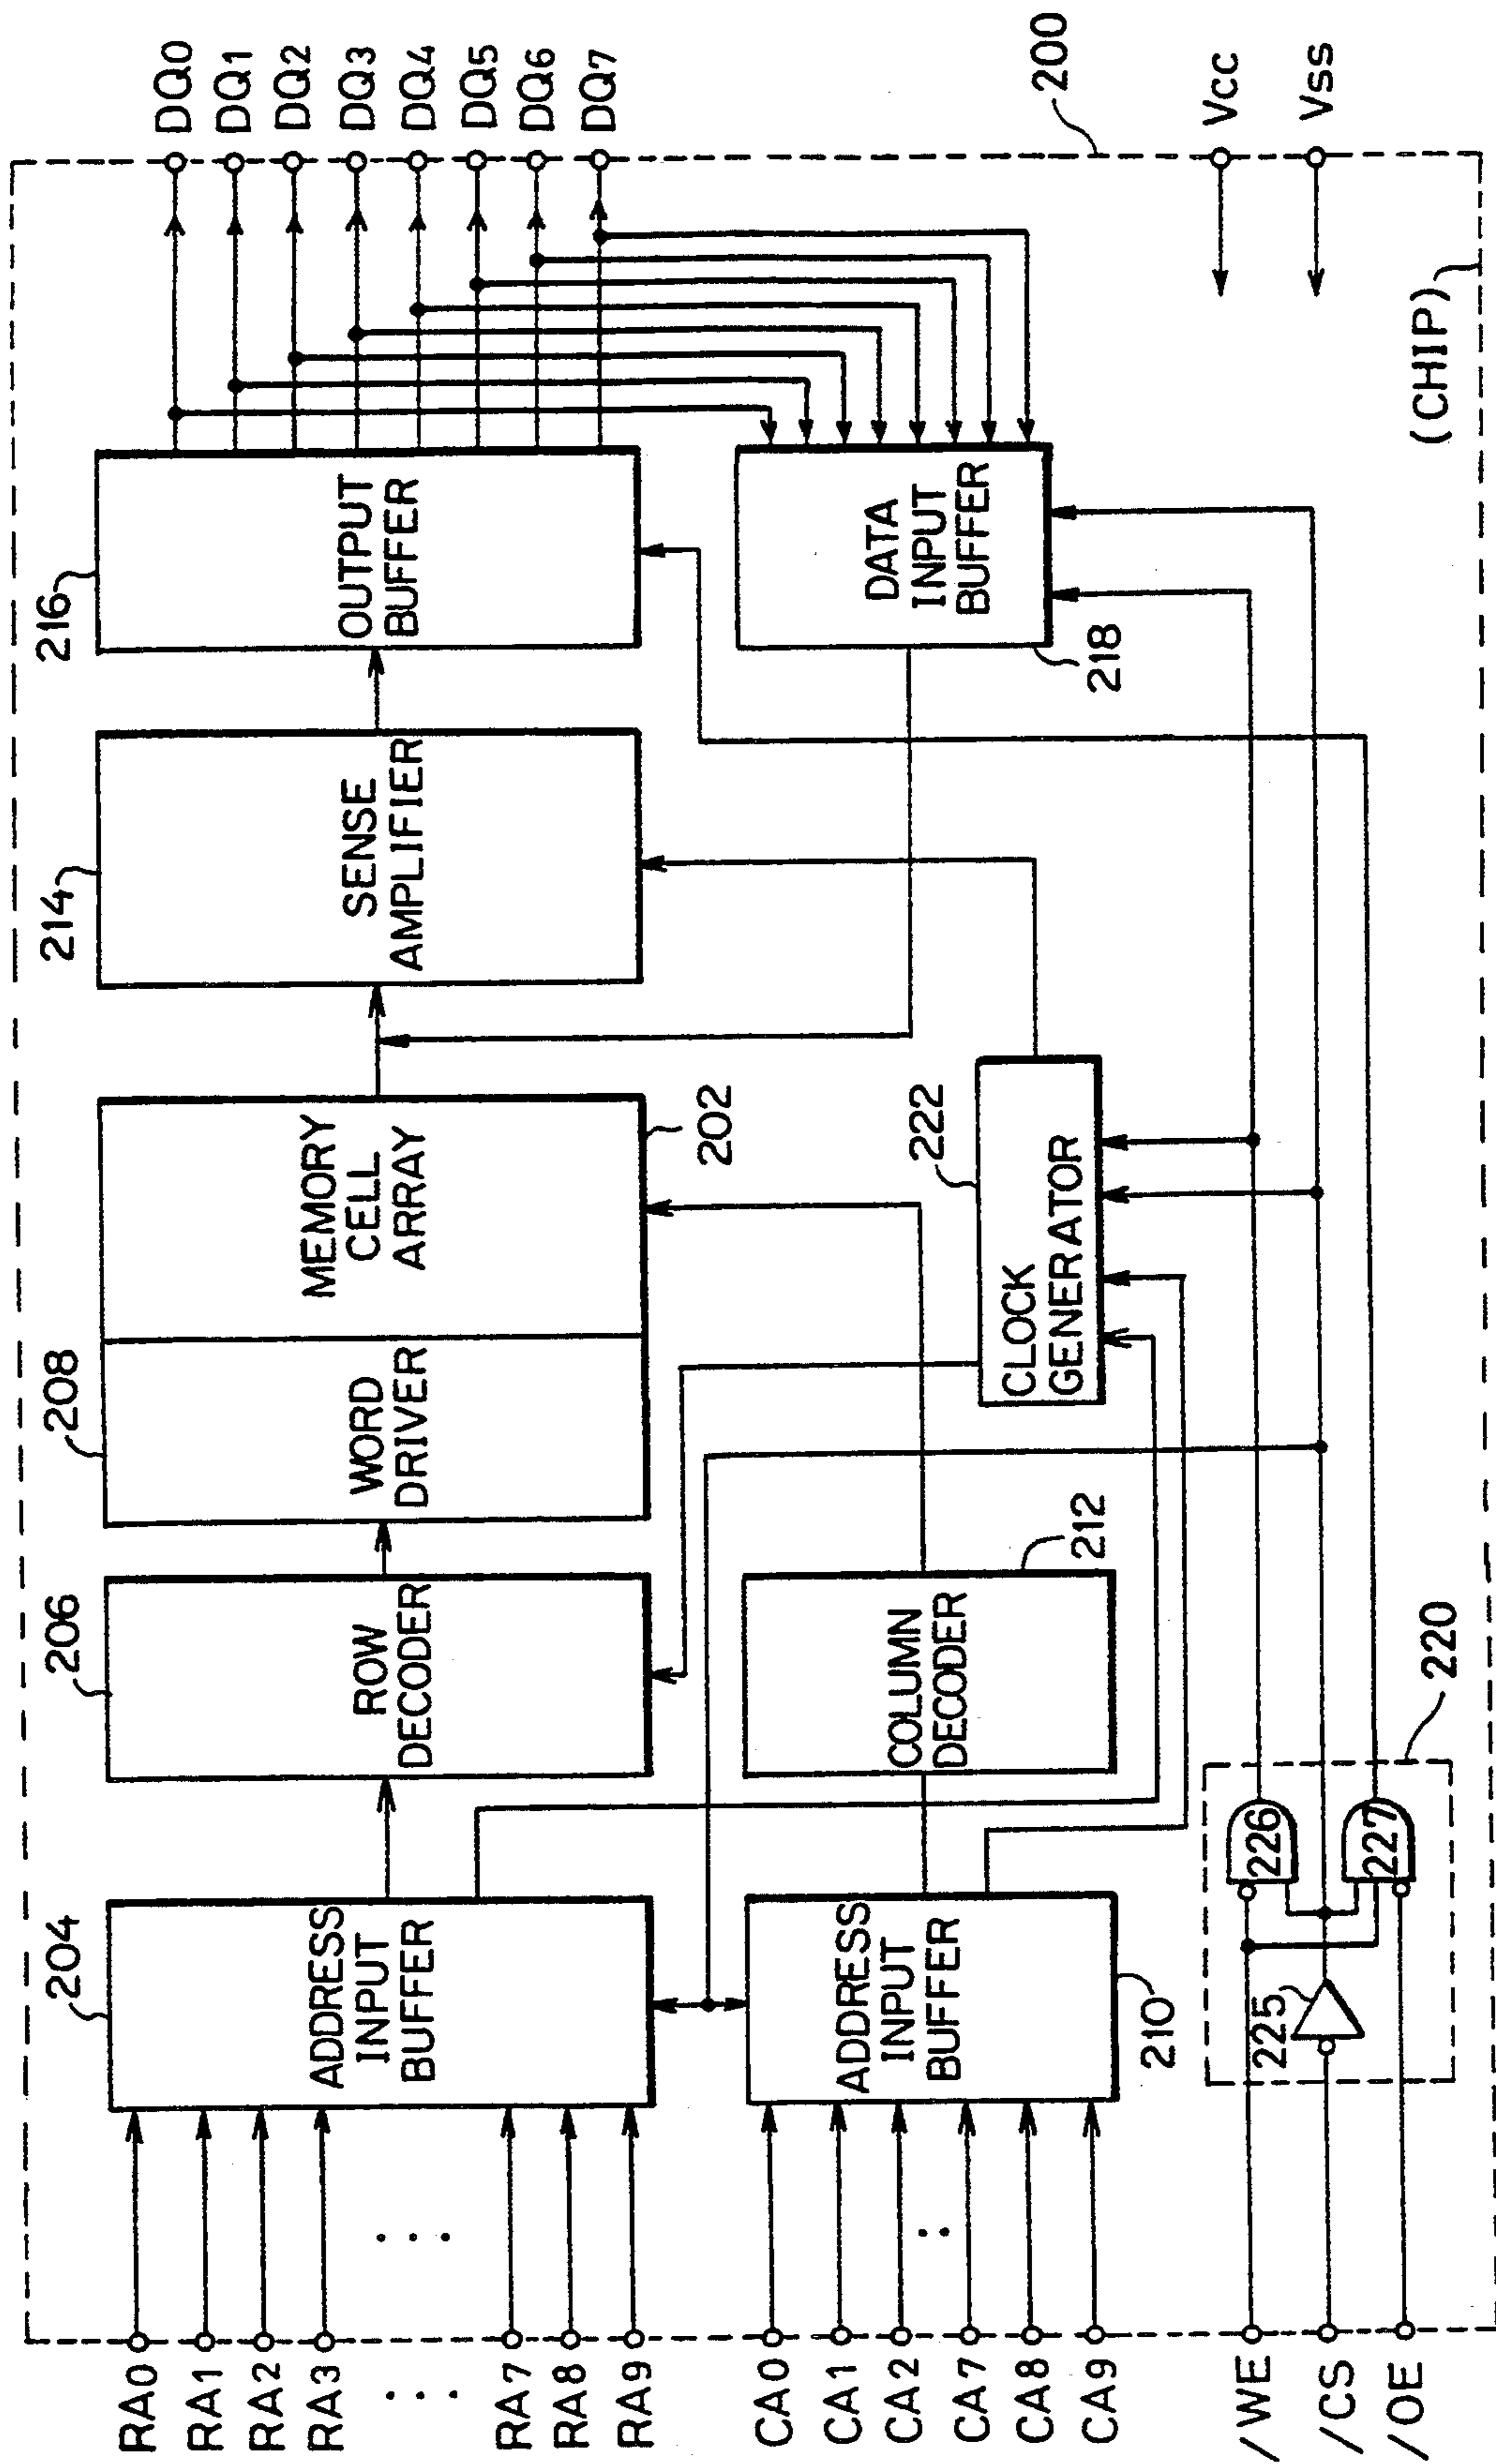 RA0
RA1
RA2
RA3
. . .
RA7
RA8
RA9
CA0
CA1
CA2
CA7
CA8
CA9
/WE
/CS
/OE
204
ADDRESS
INPUT
BUFFER
206
ROW
DECODER
208
WORD
DRIVER
MEMORY
CELL
ARRAY
202
214
SENSE
AMPLIFIER
216
OUTPUT
BUFFER
DQ0
DQ1
DQ2
DQ3
DQ4
DQ5
DQ6
DQ7
ADDRESS
INPUT
BUFFER
210
COLUMN
DECODER
212
222
CLOCK
GENERATOR
DATA
INPUT
BUFFER
218
225
226
227
220
200
Vcc
Vss
(CHIP)